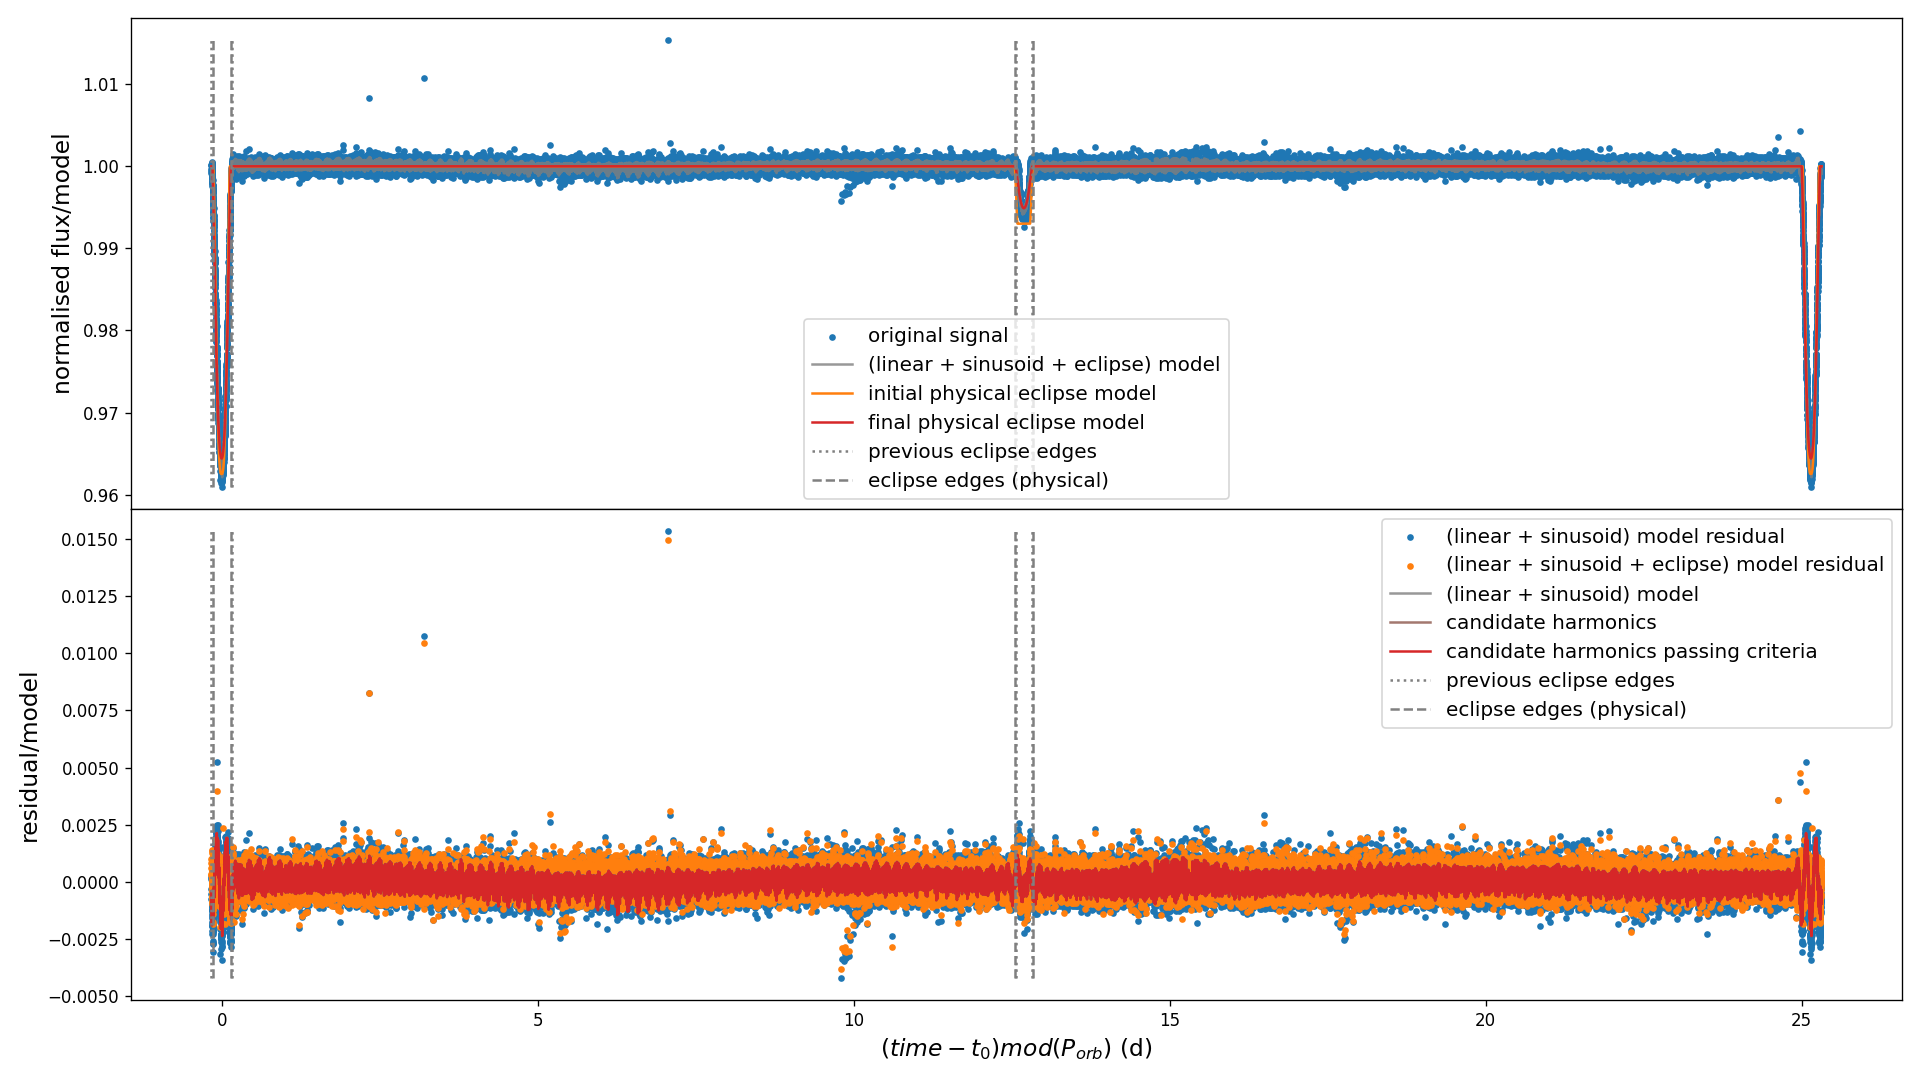 normalised flux/model
1.01
1.00
0.99
0.98
0.97
0.96
original signal
(linear + sinusoid + eclipse) model
initial physical eclipse model
final physical eclipse model
previous eclipse edges
eclipse edges (physical)
residual/model
0.0150
0.0125
0.0100
0.0075
0.0050
0.0025
0.0000
−0.0025
−0.0050
(linear + sinusoid) model residual
(linear + sinusoid + eclipse) model residual
(linear + sinusoid) model
candidate harmonics
candidate harmonics passing criteria
previous eclipse edges
eclipse edges (physical)
0 5 10 15 20 25
(time − t₀)mod(P_orb) (d)